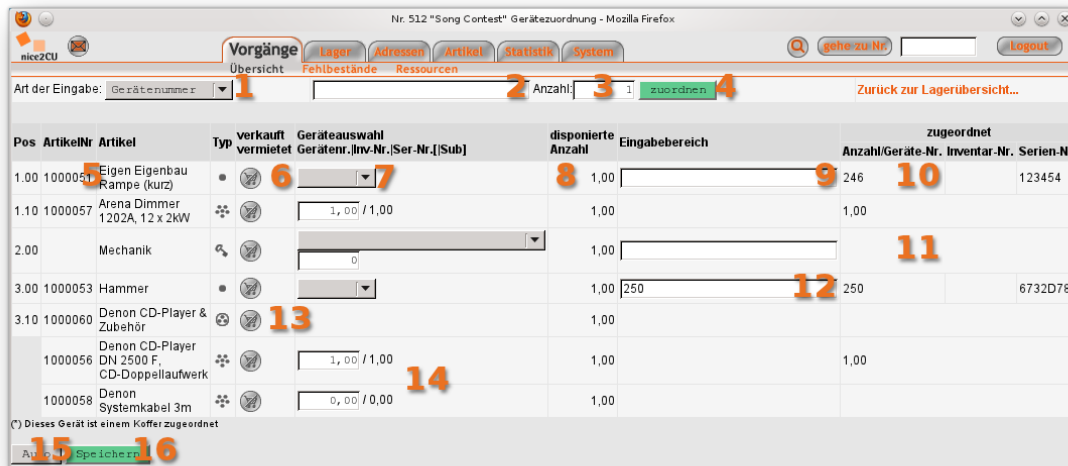 Nr. 512 "Song Contest" Gerätezuordnung - Mozilla Firefox
nice2CU Vorgänge Lager Adressen Artikel Statistik System gehe zu Nr. Logout
Übersicht Fehlbestände Ressourcen
Art der Eingabe: Gerätenummer 1 2 Anzahl: 3 1 zuordnen 4 Zurück zur Lagerübersicht...
Pos ArtikelNr Artikel Typ verkauft vermietet Geräteauswahl Gerätenr.|Inv-Nr.|Ser-Nr.[|Sub] disponierte Anzahl Eingabebereich zugeordnet Anzahl/Geräte-Nr. Inventar-Nr. Serien-N
1.00 1000051 5 Eigen Eigenbau Rampe (kurz) 6 7 8 1,00 9 246 10 123454
1.10 1000057 Arena Dimmer 1202A, 12 x 2kW 1,00 / 1,00 1,00 1,00
2.00 Mechanik 0 1,00 11
3.00 1000053 Hammer 1,00 250 12 250 6732D78
3.10 1000060 Denon CD-Player & Zubehör 13 1,00
1000056 Denon CD-Player DN 2500 F, CD-Doppellaufwerk 1,00 / 1,00 14 1,00 1,00
1000058 Denon Systemkabel 3m 0,00 / 0,00 1,00
(*) Dieses Gerät ist einem Koffer zugeordnet
15 Speichern 16